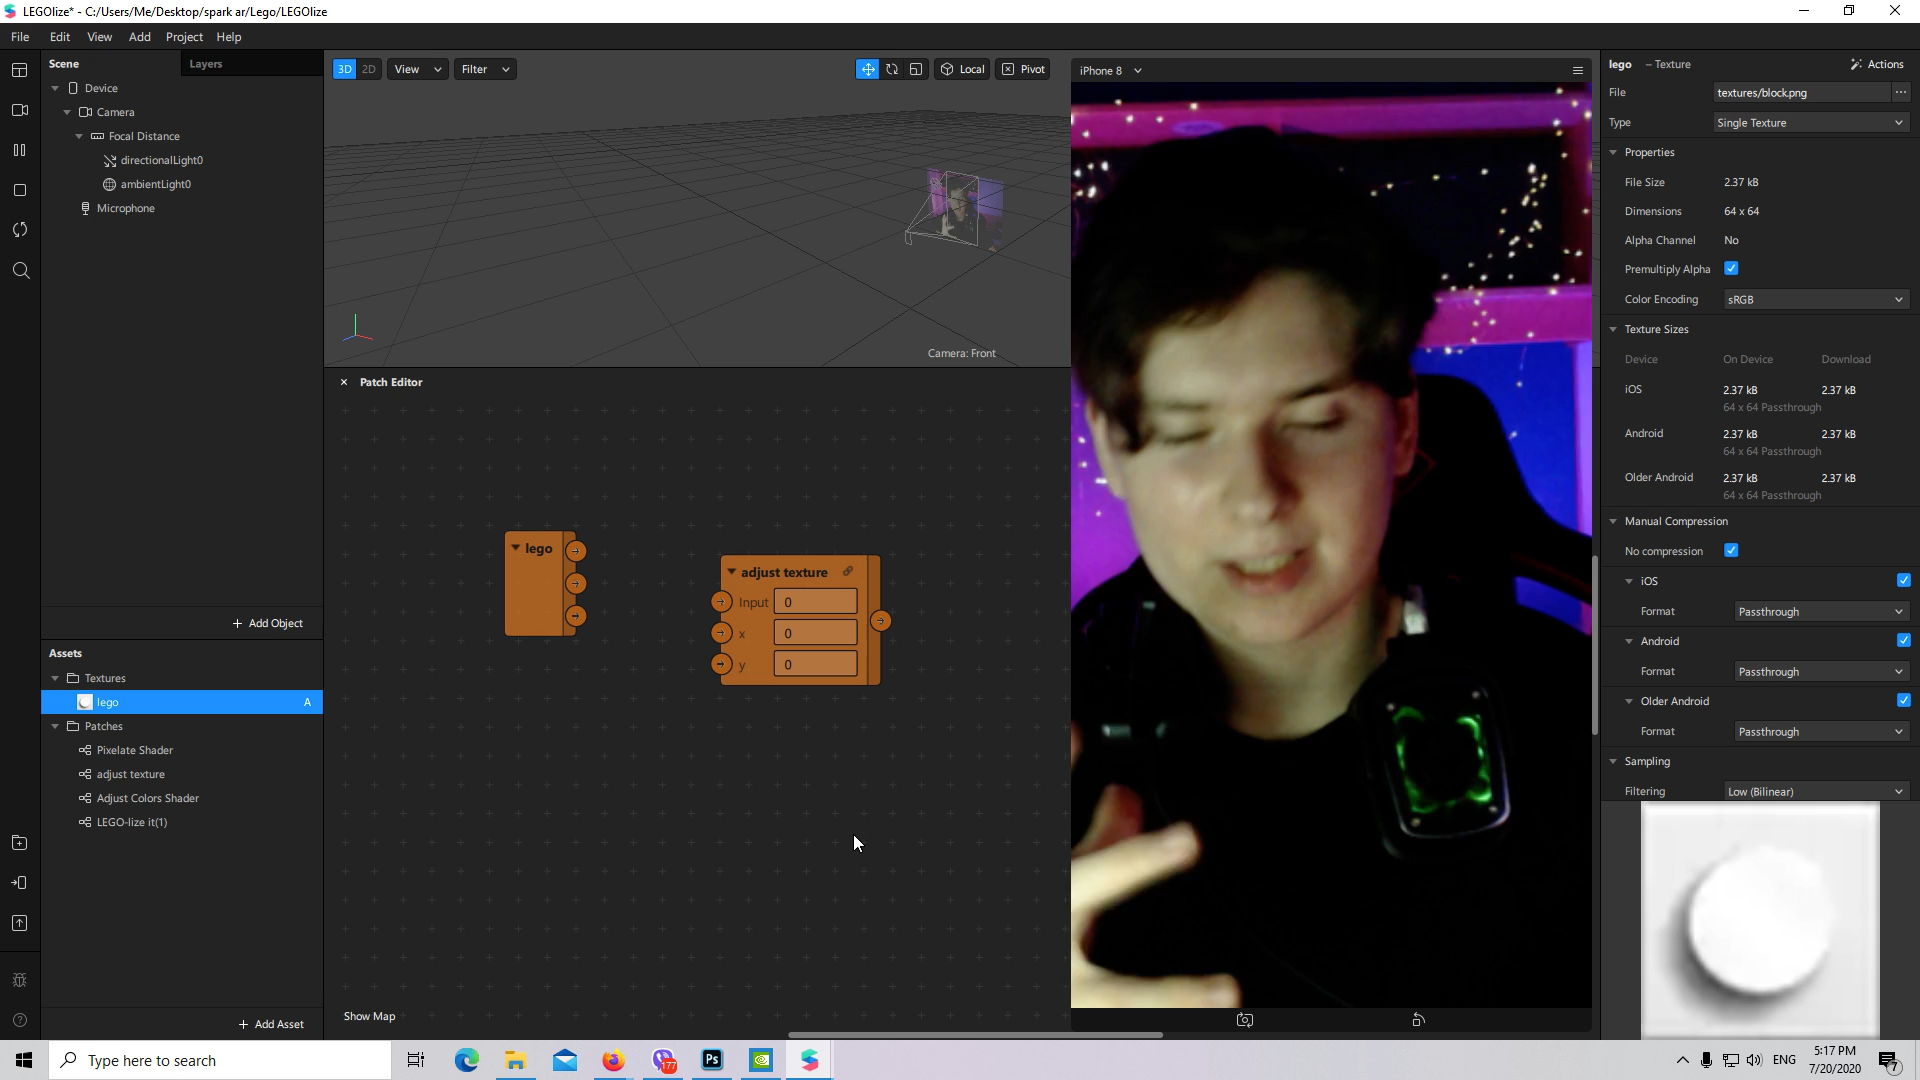 LEGOlize* - C:/Users/Me/Desktop/spark ar/Lego/LEGOlize
File Edit View Add Project Help
Scene Layers
Device
Camera
Focal Distance
directionalLight0
ambientLight0
Microphone
+ Add Object
Assets
Textures
lego A
Patches
Pixelate Shader
adjust texture
Adjust Colors Shader
LEGO-lize it(1)
+ Add Asset
3D 2D View Filter Local Pivot
Camera: Front
× Patch Editor
lego
adjust texture
Input 0
x 0
y 0
Show Map
iPhone 8
lego – Texture Actions
File textures/block.png ...
Type Single Texture
Properties
File Size 2.37 kB
Dimensions 64 x 64
Alpha Channel No
Premultiply Alpha
Color Encoding sRGB
Texture Sizes
Device On Device Download
iOS 2.37 kB 2.37 kB
64 x 64 Passthrough
Android 2.37 kB 2.37 kB
64 x 64 Passthrough
Older Android 2.37 kB 2.37 kB
64 x 64 Passthrough
Manual Compression
No compression
iOS
Format Passthrough
Android
Format Passthrough
Older Android
Format Passthrough
Sampling
Filtering Low (Bilinear)
Type here to search
177
Ps
ENG
5:17 PM
7/20/2020
7